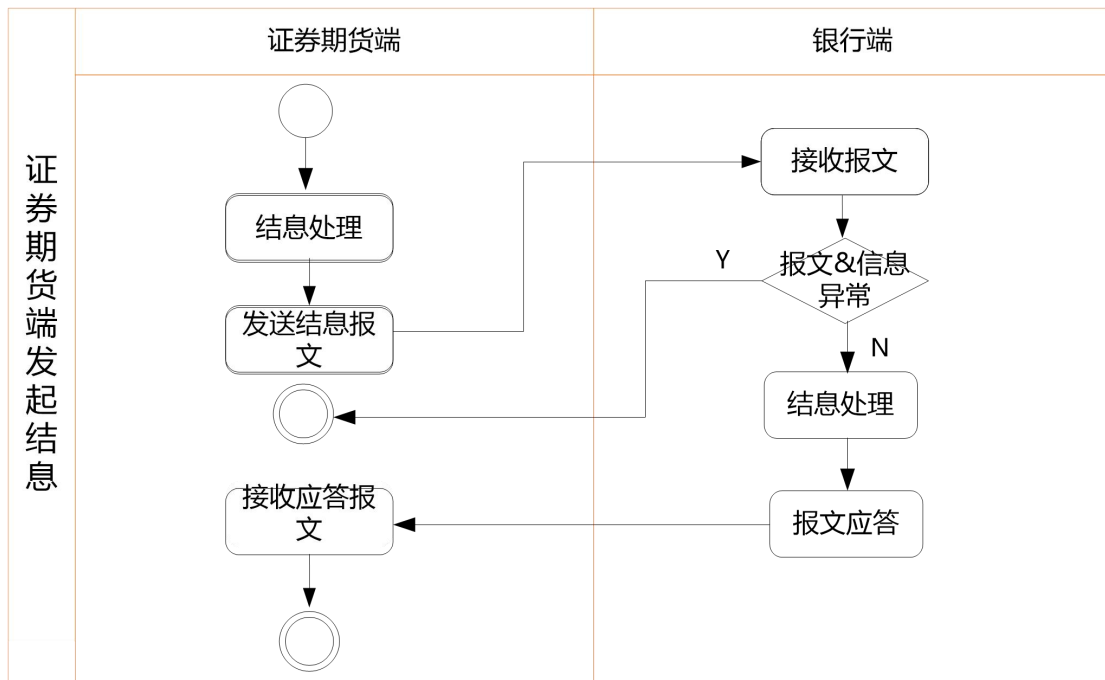 证券期货端
银行端
证券期货端发起结息
接收报文
结息处理
报文&信息
异常
Y
发送结息报
文
N
结息处理
接收应答报
文
报文应答